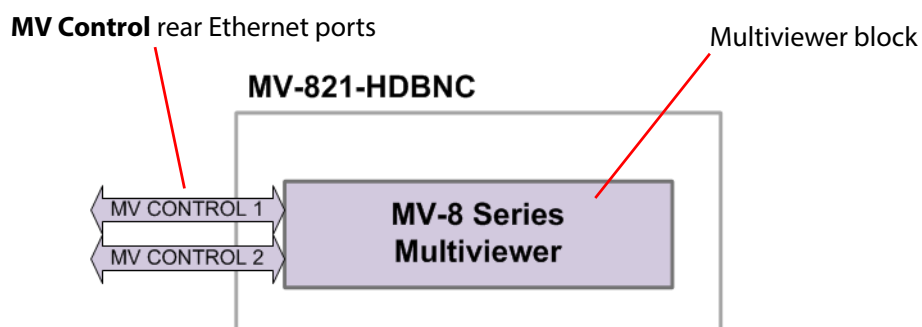 MV Control rear Ethernet ports
Multiviewer block
MV-821-HDBNC
MV CONTROL 1
MV CONTROL 2
MV-8 Series
Multiviewer